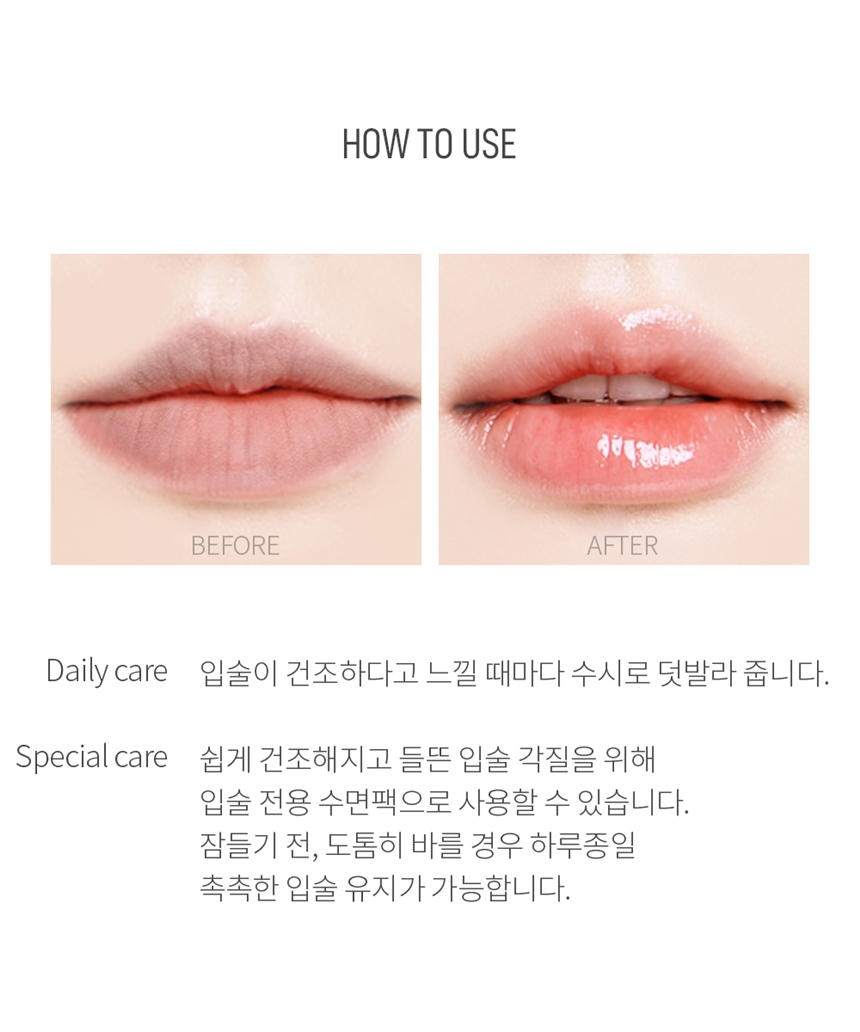 HOW TO USE
BEFORE
AFTER
Daily care 입술이 건조하다고 느낄 때마다 수시로 덧발라 줍니다.
Special care 쉽게 건조해지고 들뜬 입술 각질을 위해
입술 전용 수면팩으로 사용할 수 있습니다.
잠들기 전, 도톰히 바를 경우 하루종일
촉촉한 입술 유지가 가능합니다.